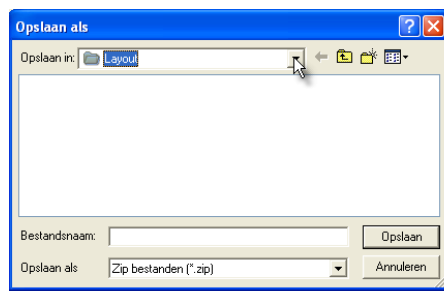 Opslaan als
Opslaan in: Layout
Bestandsnaam:
Opslaan
Opslaan als Zip bestanden (*.zip)
Annuleren